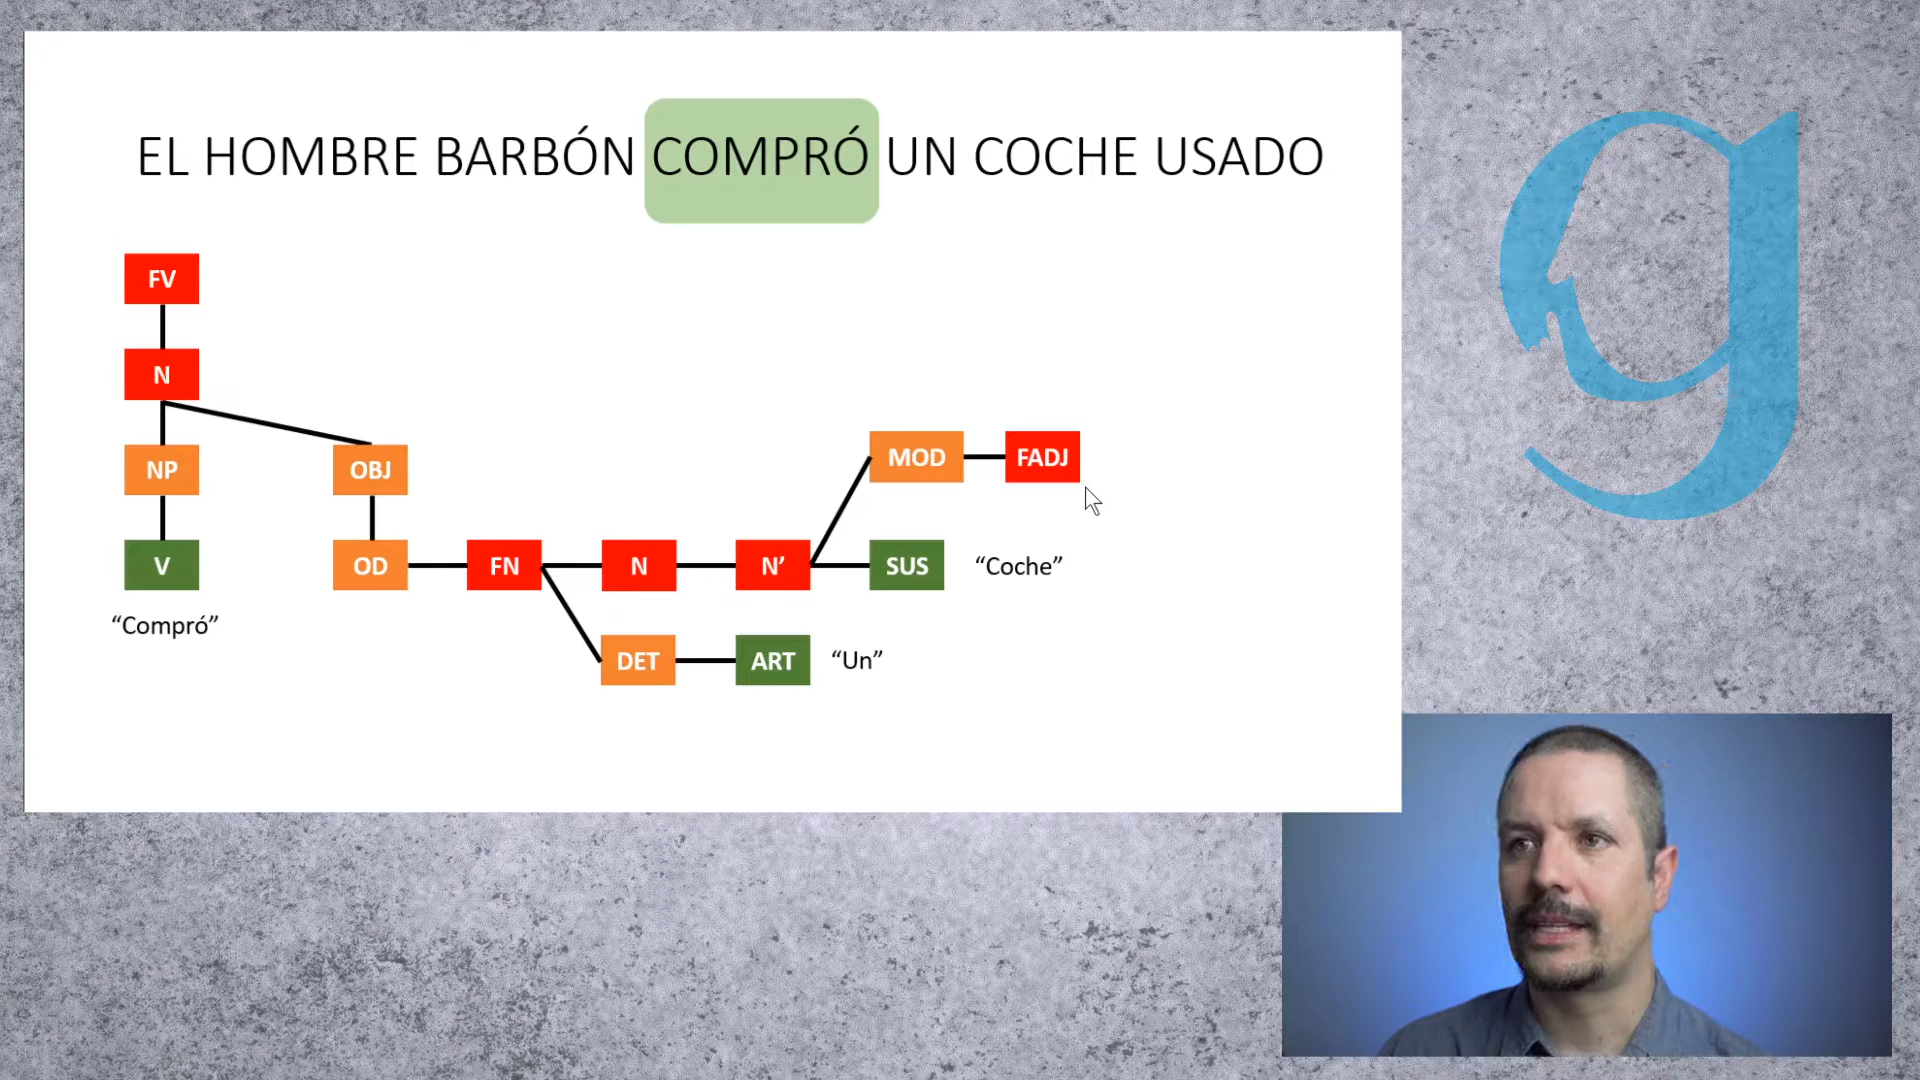 EL HOMBRE BARBÓN COMPRÓ UN COCHE USADO
FV
N
NP OBJ MOD FADJ
V OD FN N N’ SUS “Coche”
“Compró”
DET ART “Un”
g